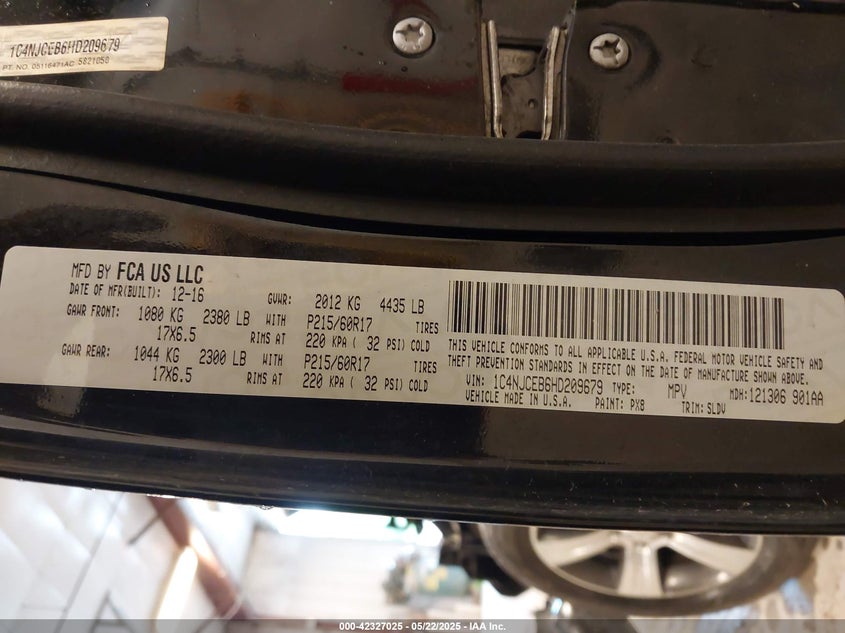 1C4NJCEB6HD209679
PT. NO. 05116471AC 5821058
MFD BY FCA US LLC
DATE OF MFR(BUILT): 12-16 GVWR: 2012 KG 4435 LB
GAWR FRONT: 1080 KG 2380 LB WITH P215/60R17 TIRES
17X6.5 RIMS AT 220 KPA ( 32 PSI) COLD
GAWR REAR: 1044 KG 2300 LB WITH P215/60R17 TIRES
17X6.5 RIMS AT 220 KPA ( 32 PSI) COLD
THIS VEHICLE CONFORMS TO ALL APPLICABLE U.S.A. FEDERAL MOTOR VEHICLE SAFETY AND
THEFT PREVENTION STANDARDS IN EFFECT ON THE DATE OF MANUFACTURE SHOWN ABOVE.
VIN: 1C4NJCEB6HD209679 TYPE: MPV MDH:121306 901AA
VEHICLE MADE IN U.S.A. PAINT: PX8 TRIM: SLDV
000-42327025 - 05/22/2025 - IAA Inc.